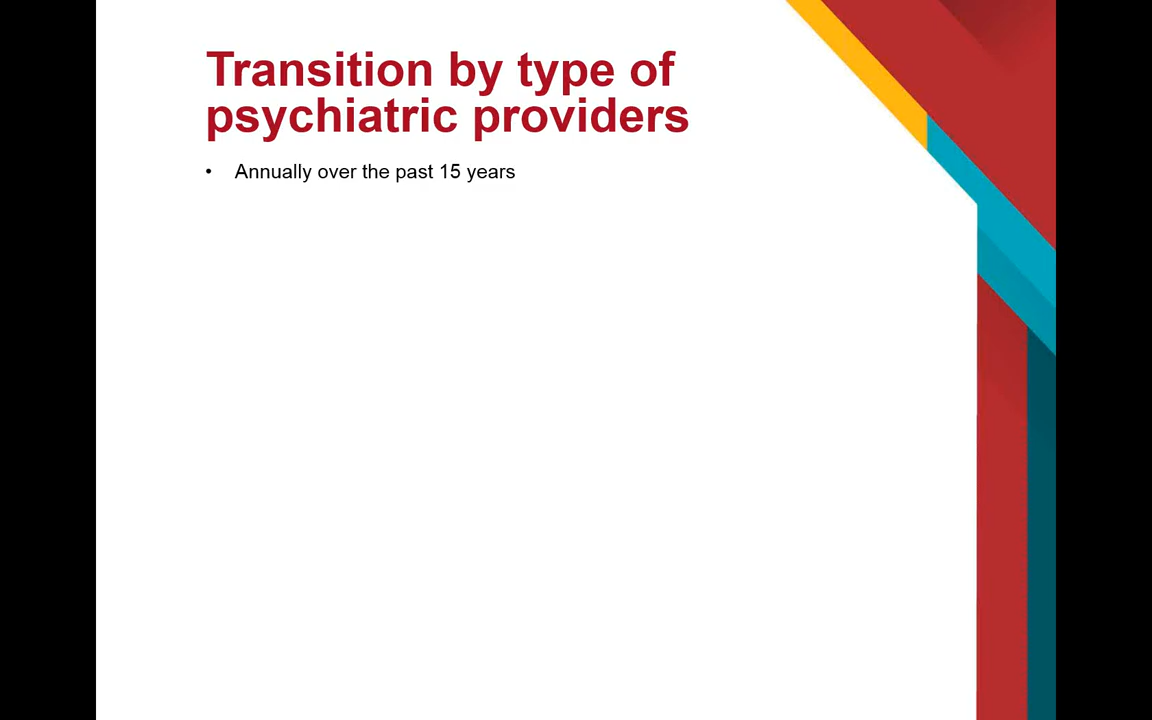 Transition by type of
psychiatric providers
• Annually over the past 15 years